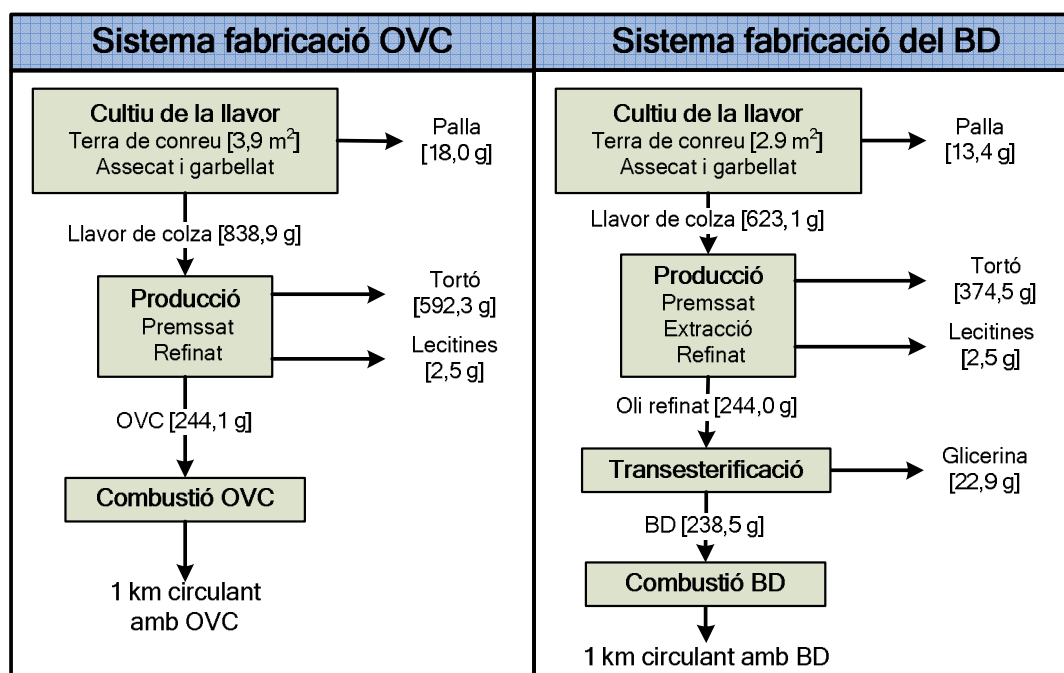 Sistema fabricació OVC
Cultiu de la llavor
Terra de conreu [3,9 m²]
Assecat i garbellat
Palla
[18,0 g]
Llavor de colza [838,9 g]
Producció
Premssat
Refinat
Tortó
[592,3 g]
Lecitines
[2,5 g]
OVC [244,1 g]
Combustió OVC
1 km circulant
amb OVC
Sistema fabricació del BD
Cultiu de la llavor
Terra de conreu [2.9 m²]
Assecat i garbellat
Palla
[13,4 g]
Llavor de colza [623,1 g]
Producció
Premssat
Extracció
Refinat
Tortó
[374,5 g]
Lecitines
[2,5 g]
Oli refinat [244,0 g]
Transesterificació
Glicerina
[22,9 g]
BD [238,5 g]
Combustió BD
1 km circulant amb BD